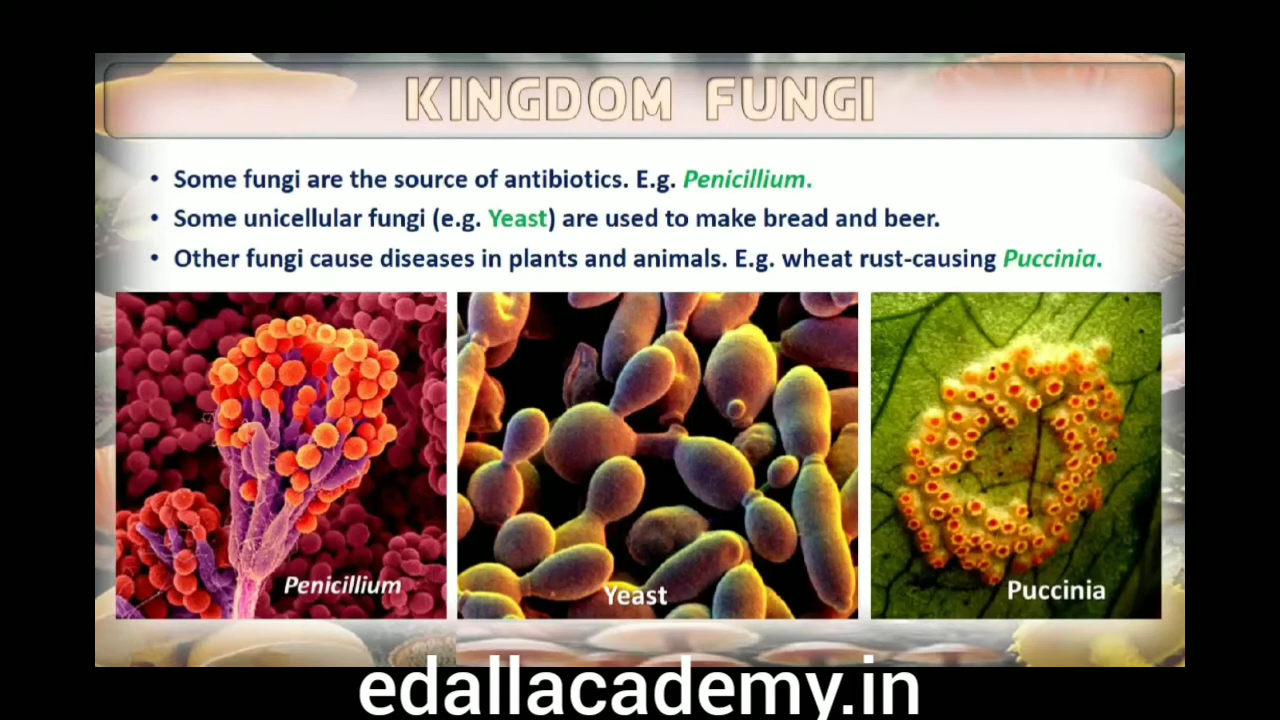 KINGDOM FUNGI
• Some fungi are the source of antibiotics. E.g. Penicillium.
• Some unicellular fungi (e.g. Yeast) are used to make bread and beer.
• Other fungi cause diseases in plants and animals. E.g. wheat rust-causing Puccinia.
Penicillium
Yeast
Puccinia
edallacademy.in